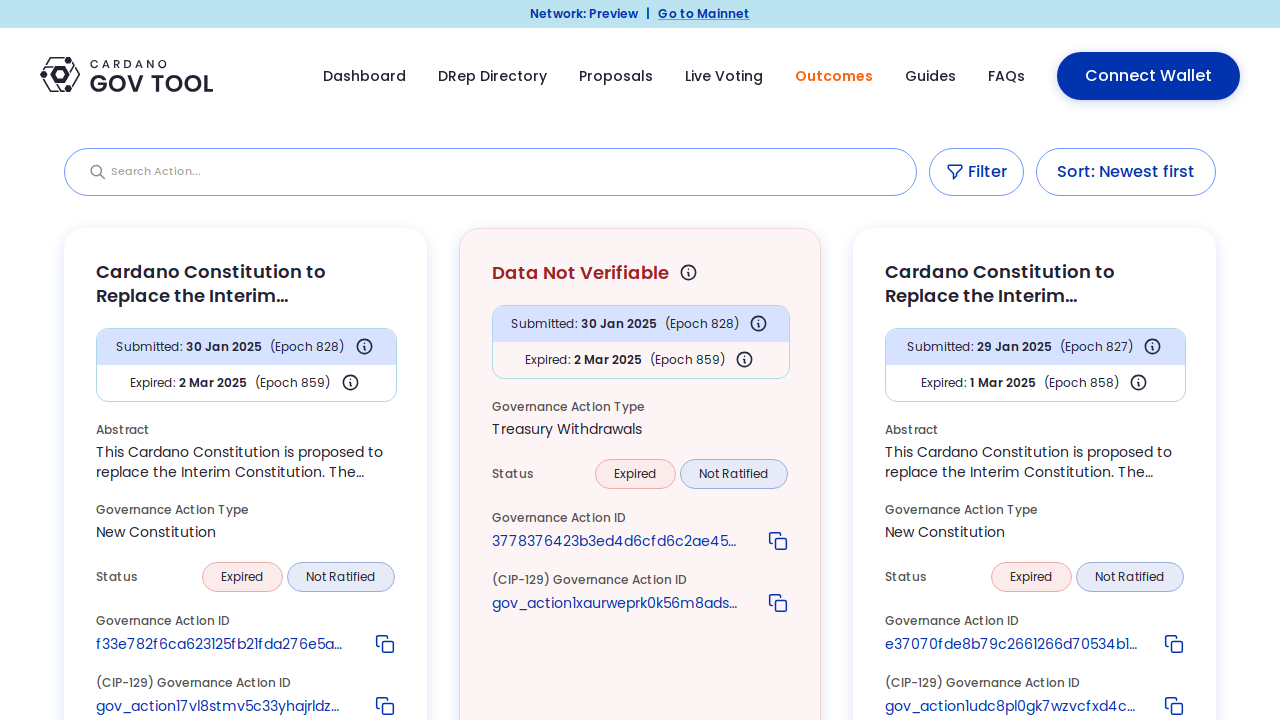 Network: Preview | Go to Mainnet
CARDANO
GOV TOOL
Dashboard
DRep Directory
Proposals
Live Voting
Outcomes
Guides
FAQs
Connect Wallet
Search Action...
Filter
Sort: Newest first
Cardano Constitution to
Replace the Interim...
Submitted: 30 Jan 2025 (Epoch 828)
Expired: 2 Mar 2025 (Epoch 859)
Abstract
This Cardano Constitution is proposed to
replace the Interim Constitution. The...
Governance Action Type
New Constitution
Status
Expired
Not Ratified
Governance Action ID
f33e782f6ca623125fb21fda276e5a...
(CIP-129) Governance Action ID
gov_action17vl8stmv5c33yhajrldz...
Data Not Verifiable
Submitted: 30 Jan 2025 (Epoch 828)
Expired: 2 Mar 2025 (Epoch 859)
Governance Action Type
Treasury Withdrawals
Status
Expired
Not Ratified
Governance Action ID
3778376423b3ed4d6cfd6c2ae45...
(CIP-129) Governance Action ID
gov_action1xaurweprk0k56m8ads...
Cardano Constitution to
Replace the Interim...
Submitted: 29 Jan 2025 (Epoch 827)
Expired: 1 Mar 2025 (Epoch 858)
Abstract
This Cardano Constitution is proposed to
replace the Interim Constitution. The...
Governance Action Type
New Constitution
Status
Expired
Not Ratified
Governance Action ID
e37070fde8b79c2661266d70534b1...
(CIP-129) Governance Action ID
gov_action1udc8pl0gk7wzvcfxd4c...